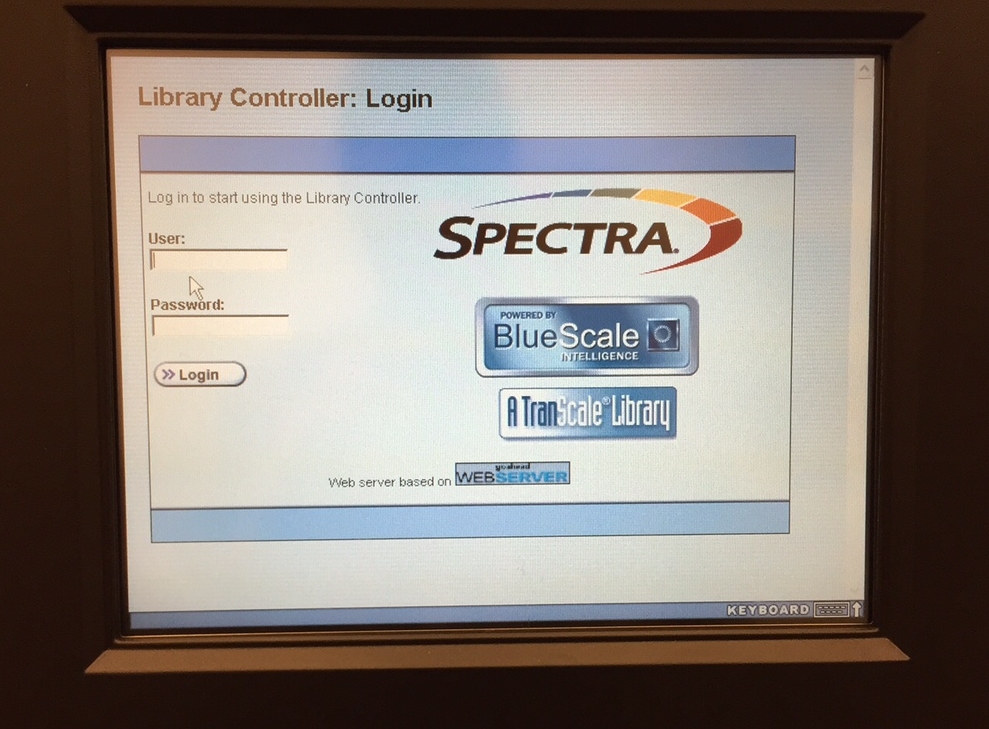 Library Controller: Login
Log in to start using the Library Controller.
SPECTRA.
User:
Password:
POWERED BY
BlueScale
INTELLIGENCE
>> Login
A TranScale® Library
Web server based on goahead WEBSERVER
KEYBOARD